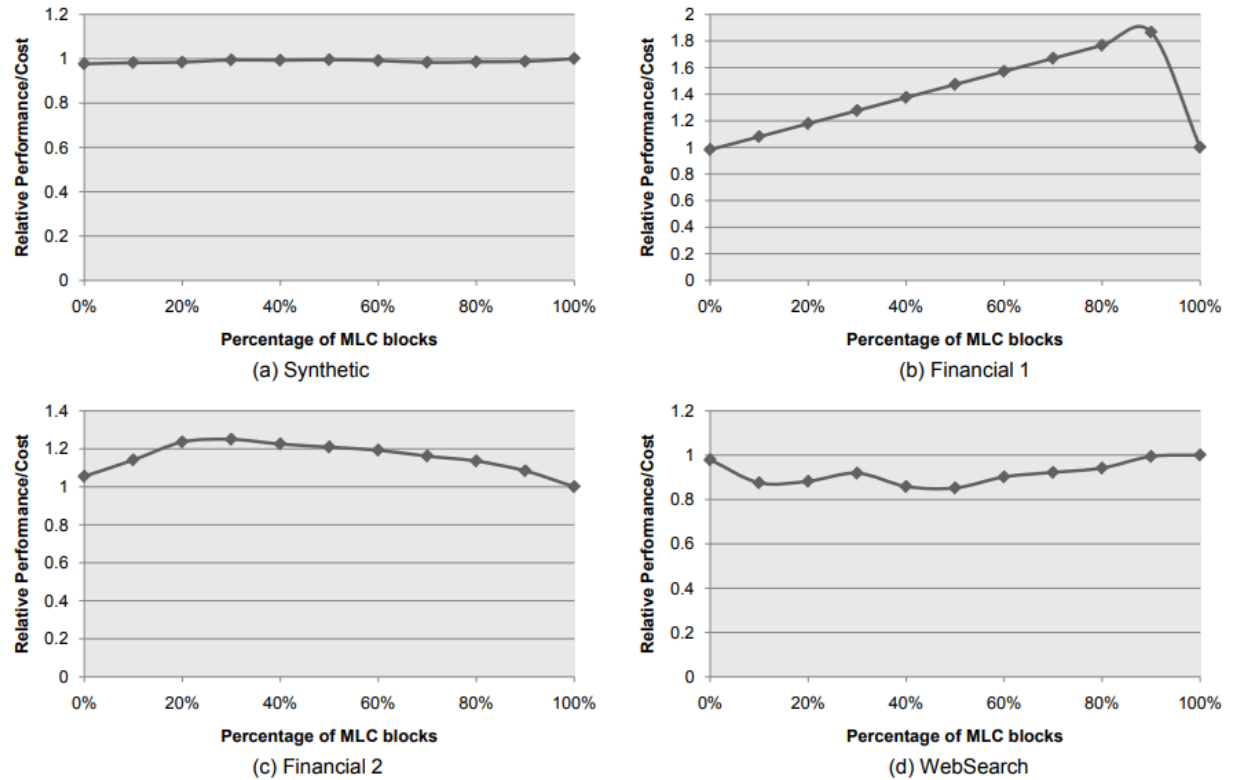 Relative Performance/Cost
1.2
1
0.8
0.6
0.4
0.2
0
0% 20% 40% 60% 80% 100%
Percentage of MLC blocks
(a) Synthetic
Relative Performance/Cost
2
1.8
1.6
1.4
1.2
1
0.8
0.6
0.4
0.2
0
0% 20% 40% 60% 80% 100%
Percentage of MLC blocks
(b) Financial 1
Relative Performance/Cost
1.4
1.2
1
0.8
0.6
0.4
0.2
0
0% 20% 40% 60% 80% 100%
Percentage of MLC blocks
(c) Financial 2
Relative Performance/Cost
1.2
1
0.8
0.6
0.4
0.2
0
0% 20% 40% 60% 80% 100%
Percentage of MLC blocks
(d) WebSearch